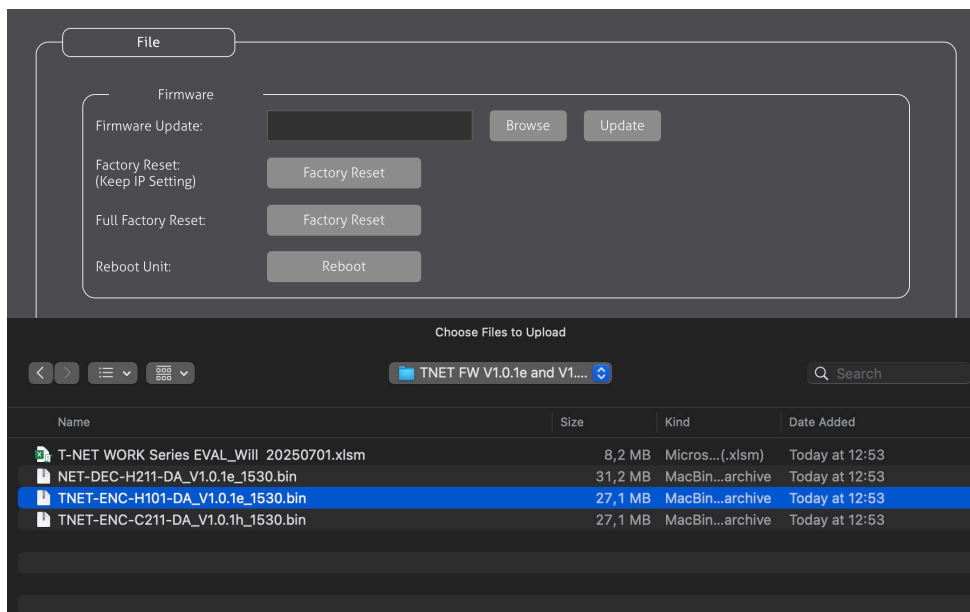 File
Firmware
Firmware Update:
Browse
Update
Factory Reset:
(Keep IP Setting)
Factory Reset
Full Factory Reset:
Factory Reset
Reboot Unit:
Reboot
Choose Files to Upload
TNET FW V1.0.1e and V1....
Search
Name Size Kind Date Added
T-NET WORK Series EVAL_Will 20250701.xlsm 8,2 MB Micros...(.xlsm) Today at 12:53
NET-DEC-H211-DA_V1.0.1e_1530.bin 31,2 MB MacBin...archive Today at 12:53
TNET-ENC-H101-DA_V1.0.1e_1530.bin 27,1 MB MacBin...archive Today at 12:53
TNET-ENC-C211-DA_V1.0.1h_1530.bin 27,1 MB MacBin...archive Today at 12:53